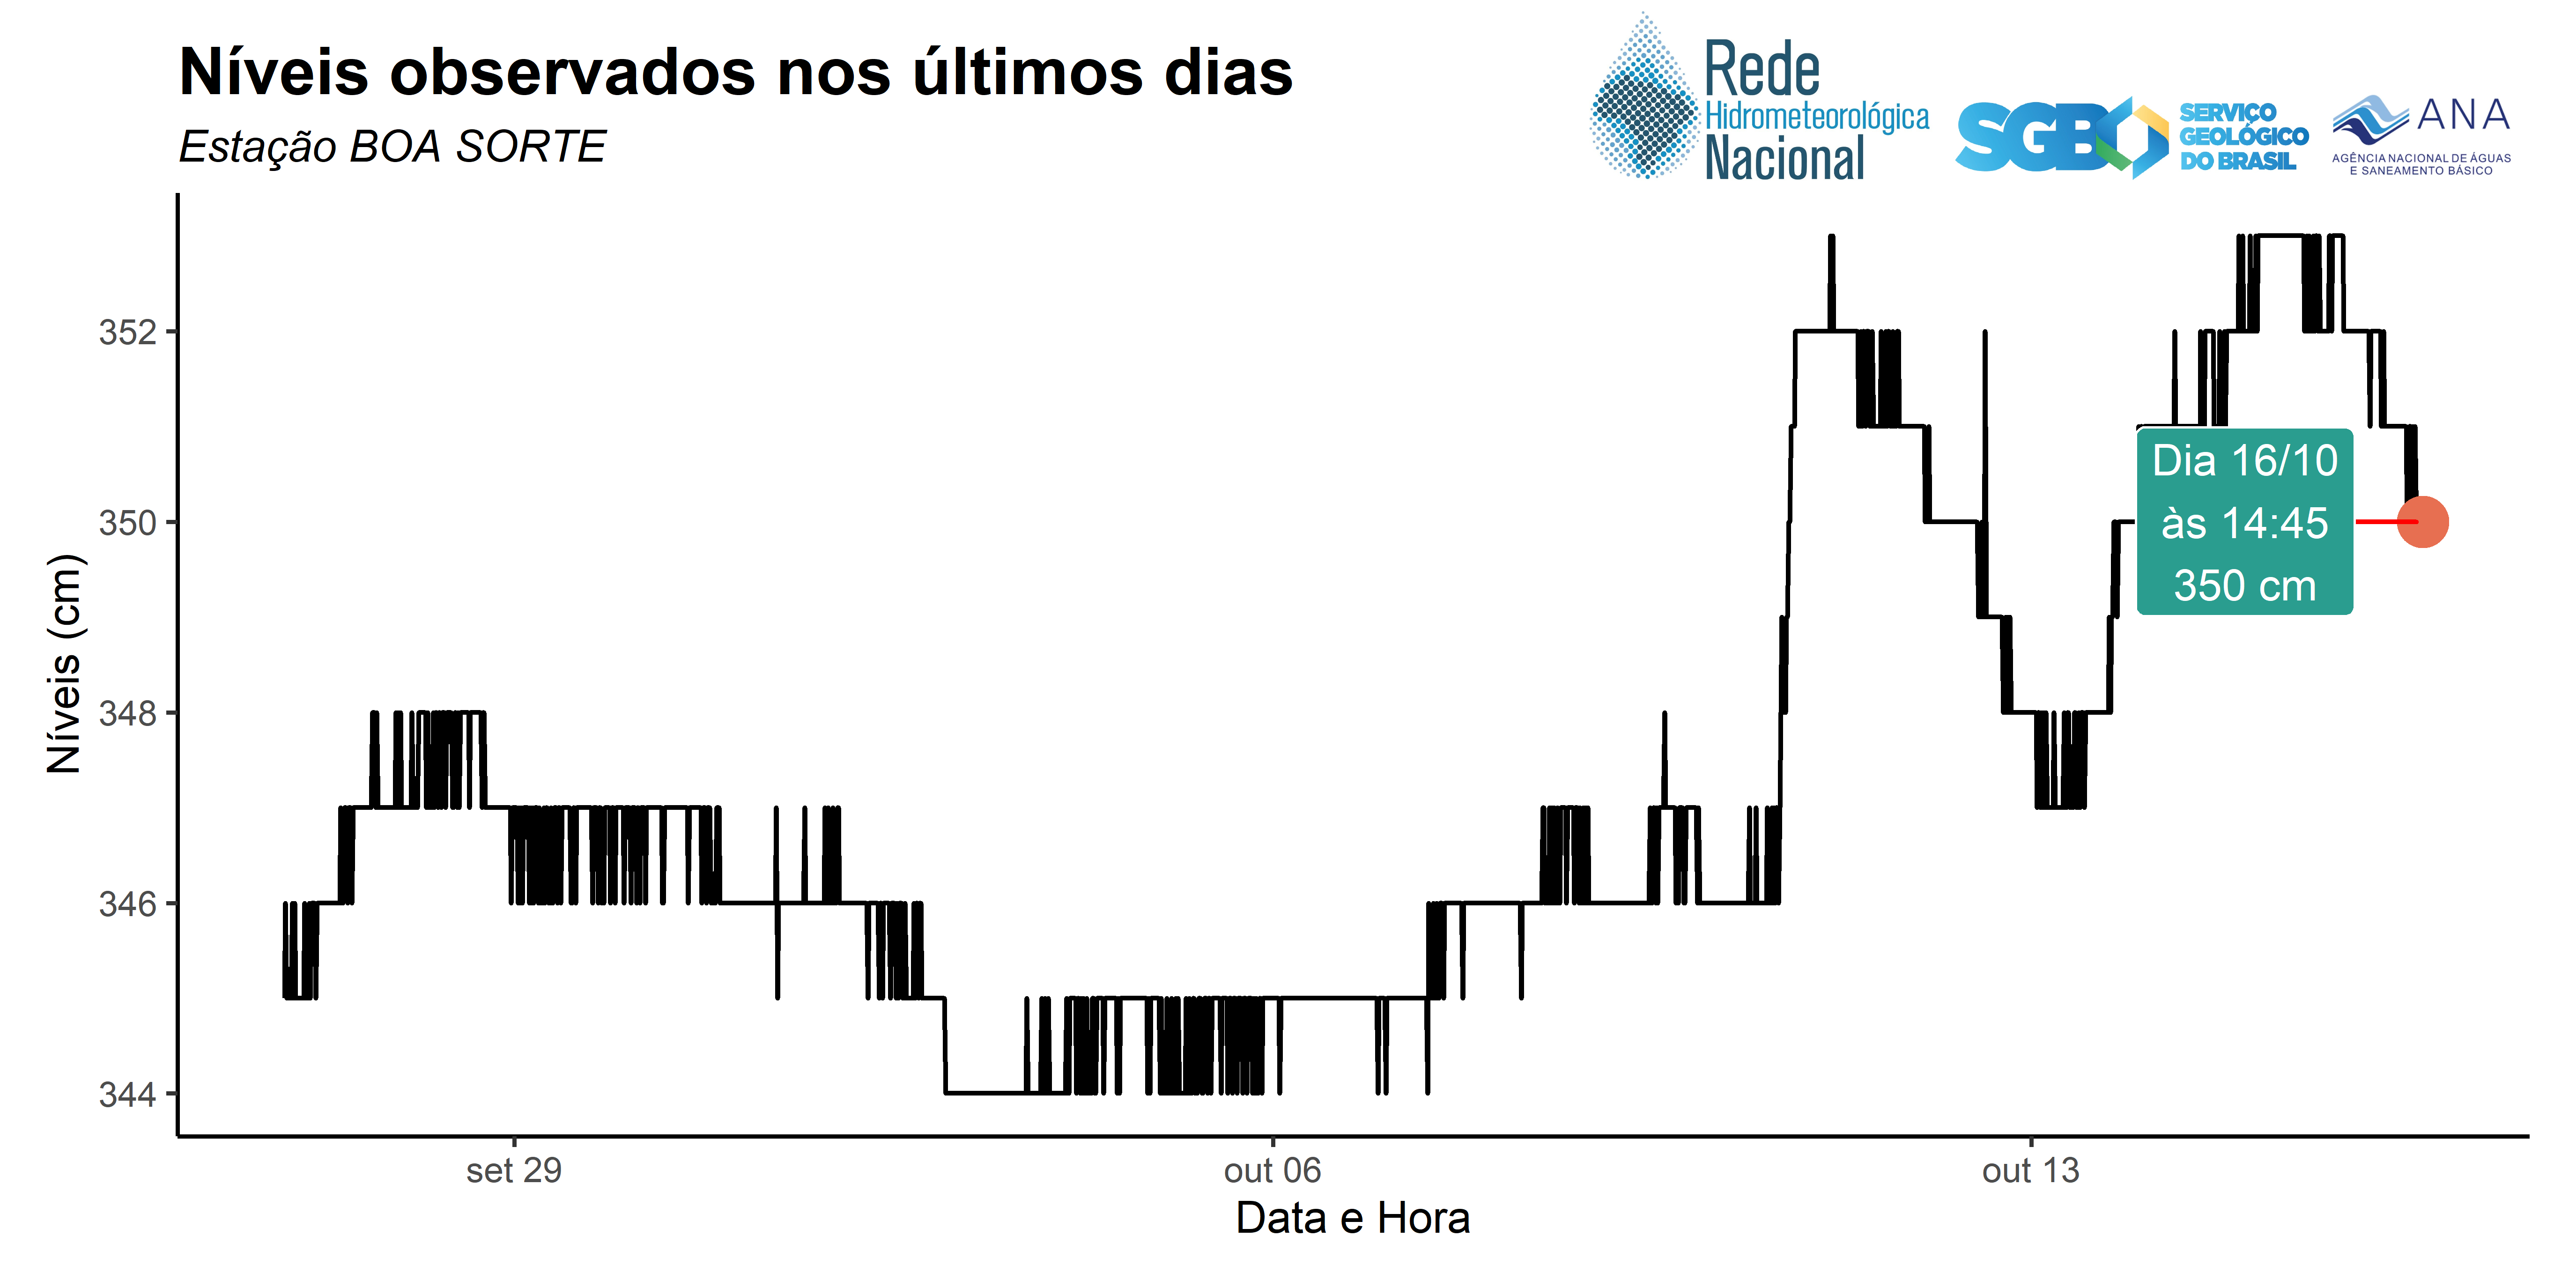 Níveis observados nos últimos dias
Estação BOA SORTE
Rede
Hidrometeorológica
Nacional
SGB
SERVIÇO
GEOLÓGICO
DO BRASIL
ANA
AGÊNCIA NACIONAL DE ÁGUAS
E SANEAMENTO BÁSICO
Níveis (cm)
352
350
348
346
344
Dia 16/10
às 14:45
350 cm
set 29
out 06
out 13
Data e Hora